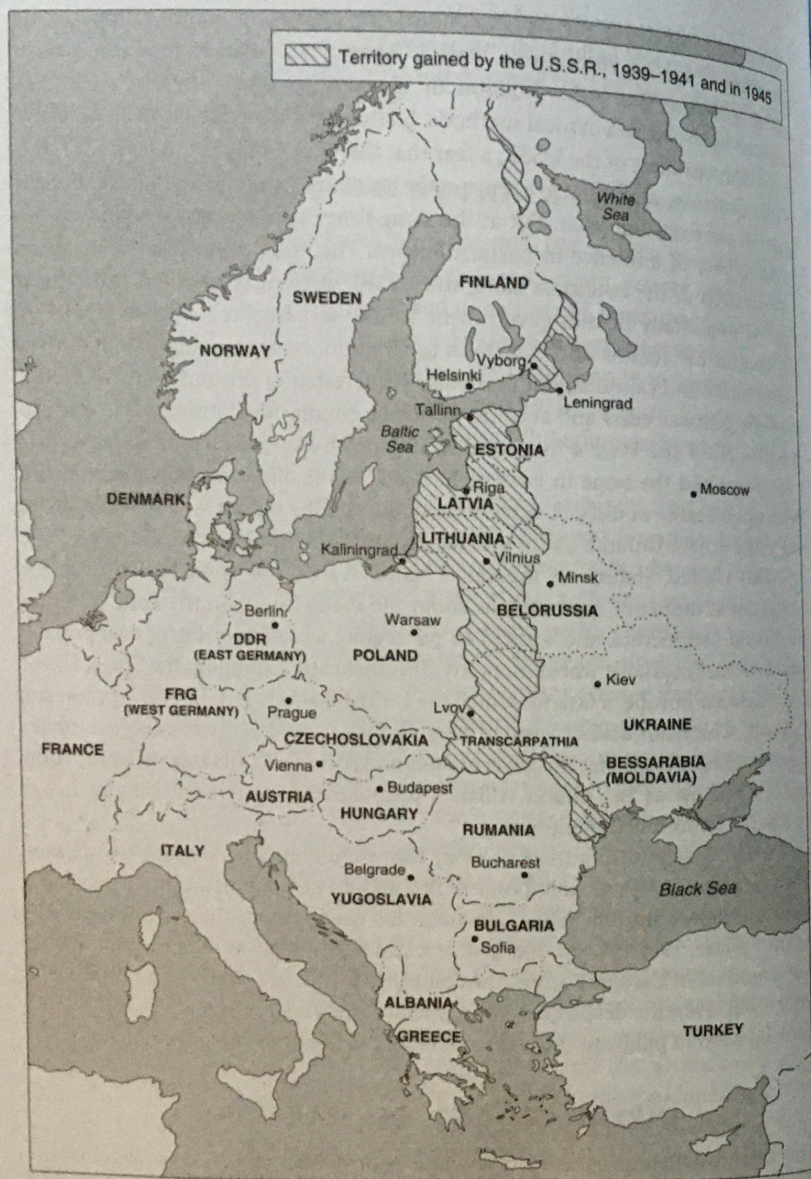 Territory gained by the U.S.S.R., 1939–1941 and in 1945
White
Sea
FINLAND
SWEDEN
NORWAY
Vyborg
Helsinki
Leningrad
Tallinn
Baltic
Sea
ESTONIA
Riga
Moscow
DENMARK
LATVIA
LITHUANIA
Kaliningrad
Vilnius
Minsk
Berlin
BELORUSSIA
Warsaw
DDR
(EAST GERMANY)
POLAND
Kiev
FRG
(WEST GERMANY)
Prague
Lvov
UKRAINE
FRANCE
CZECHOSLOVAKIA
TRANSCARPATHIA
Vienna
BESSARABIA
(MOLDAVIA)
Budapest
AUSTRIA
HUNGARY
RUMANIA
ITALY
Belgrade
Bucharest
Black Sea
YUGOSLAVIA
BULGARIA
Sofia
ALBANIA
GREECE
TURKEY